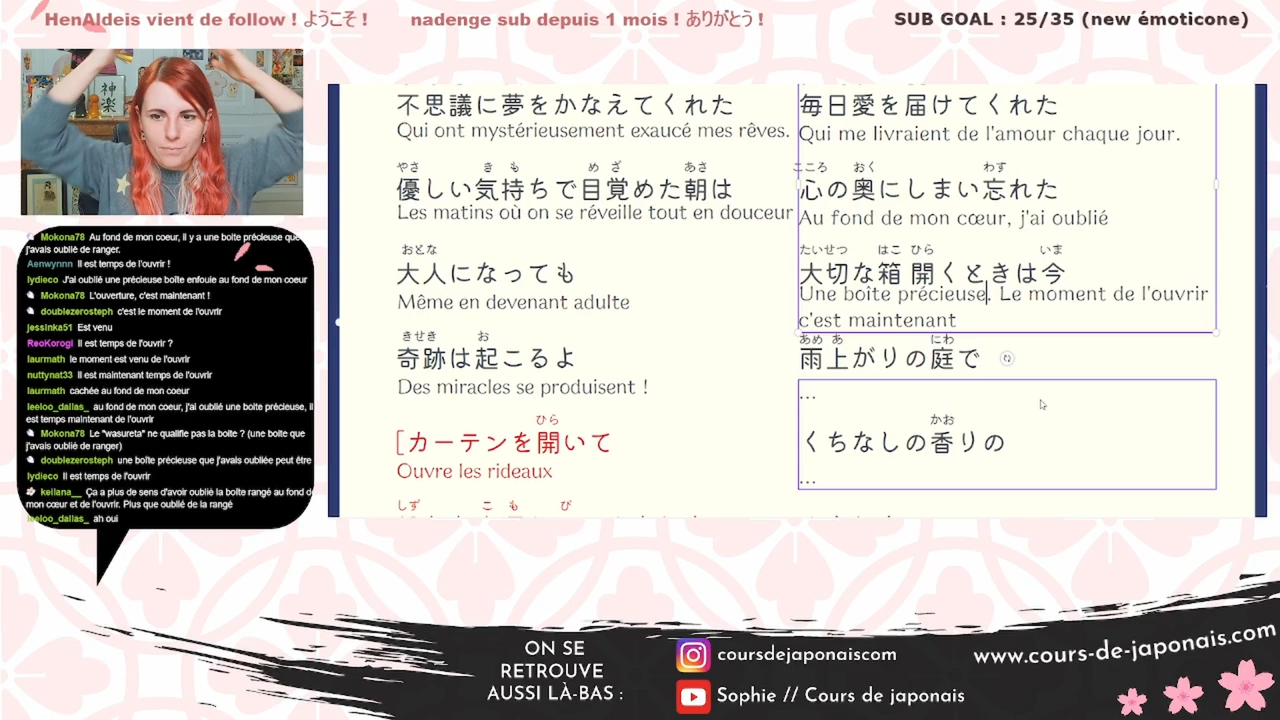 HenAldeis vient de follow ! ようこそ !
nadenge sub depuis 1 mois ! ありがとう !
SUB GOAL : 25/35 (new émoticone)
神楽
Mokona78 Au fond de mon coeur, il y a une boite précieuse que
j'avais oublié de ranger.
Aenwynnn Il est temps de l'ouvrir !
lydieco J'ai oublié une précieuse boîte enfouie au fond de mon coeur
Mokona78 L'ouverture, c'est maintenant !
doublezerosteph c'est le moment de l'ouvrir
jessinka51 Est venu
ReoKorogi Il est temps de l'ouvrir ?
laurmath le moment est venu de l'ouvrir
nuttynat33 Il est maintenant temps de l'ouvrir
laurmath cachée au fond de mon coeur
leeloo_dallas_ au fond de mon coeur, j'ai oublié une boite précieuse, il
est temps maintenant de l'ouvrir
Mokona78 Le "wasureta" ne qualifie pas la boite ? (une boite que
j'avais oublié de ranger)
doublezerosteph une boîte précieuse que j'avais oubliée peut être
lydieco Il est temps de l'ouvrir
keilana__ Ça a plus de sens d'avoir oublié la boite rangé au fond de
mon cœur et de l'ouvrir. Plus que oublié de la rangé
leeloo_dallas_ ah oui
不思議に夢をかなえてくれた
Qui ont mystérieusement exaucé mes rêves.
やさ き も め ざ あさ
優しい気持ちで目覚めた朝は
Les matins où on se réveille tout en douceur
おとな
大人になっても
Même en devenant adulte
きせき お
奇跡は起こるよ
Des miracles se produisent !
ひら
[カーテンを開いて
Ouvre les rideaux
しず こ も び
毎日愛を届けてくれた
Qui me livraient de l'amour chaque jour.
こころ おく わす
心の奥にしまい忘れた
Au fond de mon cœur, j'ai oublié
たいせつ はこ ひら いま
大切な箱 開くときは今
Une boîte précieuse. Le moment de l'ouvrir
c'est maintenant
あめ あ にわ
雨上がりの庭で
...
かお
くちなしの香りの
...
ON SE
RETROUVE
AUSSI LÀ-BAS :
coursdejaponaiscom
Sophie // Cours de japonais
www.cours-de-japonais.com